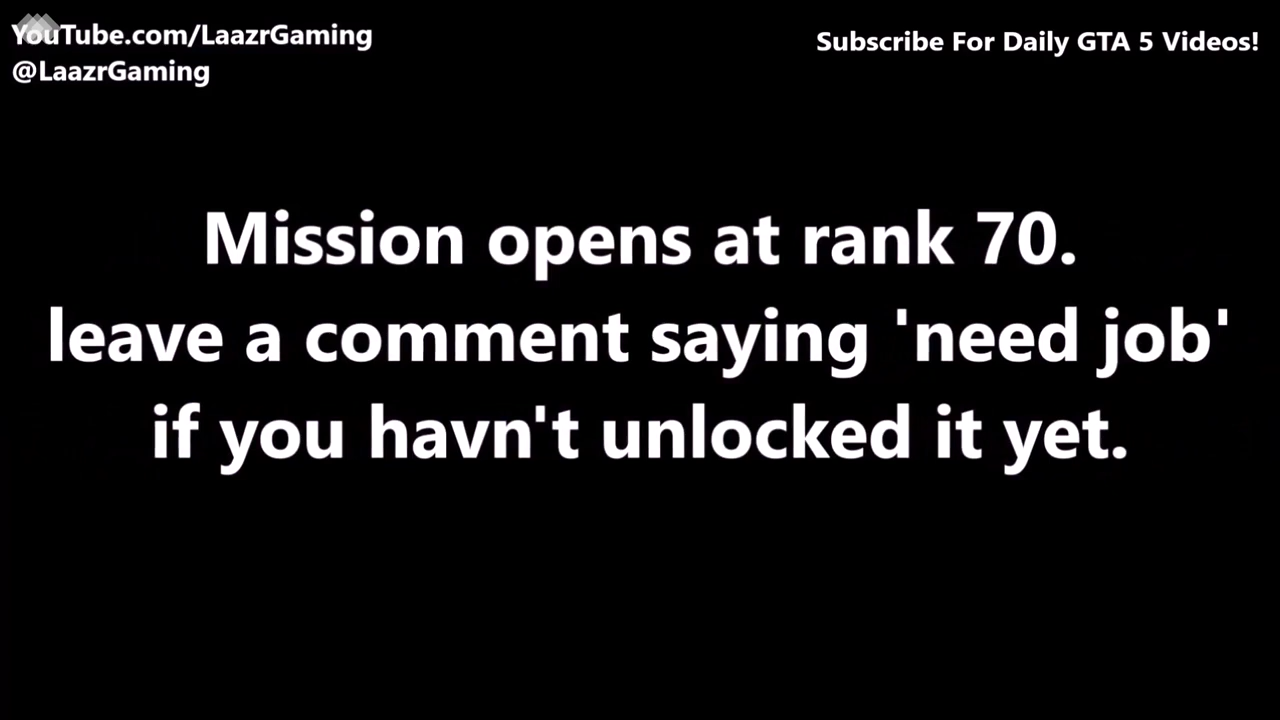 YouTube.com/LaazrGaming
@LaazrGaming
Subscribe For Daily GTA 5 Videos!
Mission opens at rank 70.
leave a comment saying 'need job'
if you havn't unlocked it yet.